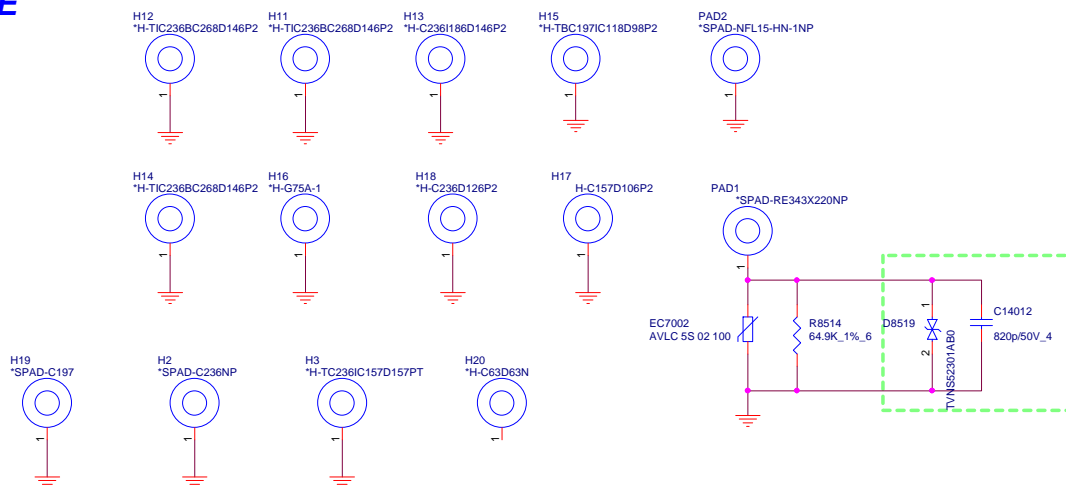 E
H12
*H-TIC236BC268D146P2
1
H11
*H-TIC236BC268D146P2
1
H13
*H-C236I186D146P2
1
H15
*H-TBC197IC118D98P2
1
PAD2
*SPAD-NFL15-HN-1NP
1
H14
*H-TIC236BC268D146P2
1
H16
*H-G75A-1
1
H18
*H-C236D126P2
1
H17
H-C157D106P2
1
PAD1
*SPAD-RE343X220NP
1
EC7002
AVLC 5S 02 100
R8514
64.9K_1%_6
D8519
1
2
TVNS52301AB0
C14012
820p/50V_4
H19
*SPAD-C197
1
H2
*SPAD-C236NP
1
H3
*H-TC236IC157D157PT
1
H20
*H-C63D63N
1